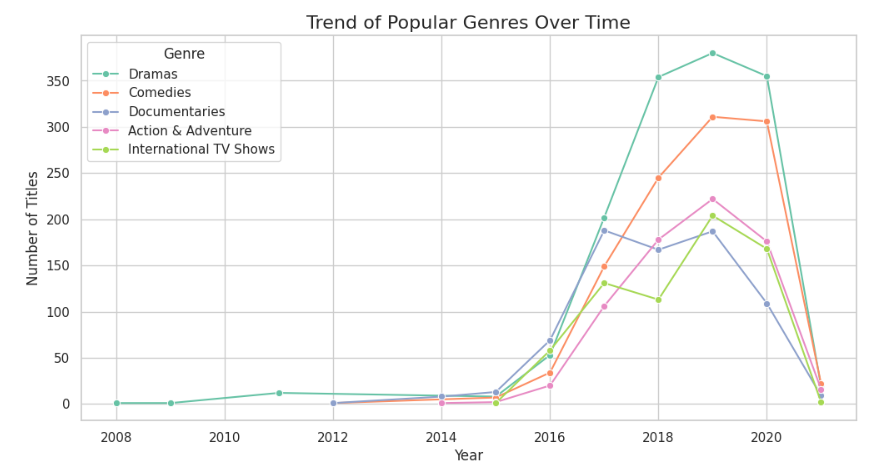 Trend of Popular Genres Over Time
Genre
Dramas
Comedies
Documentaries
Action & Adventure
International TV Shows
Number of Titles
350
300
250
200
150
100
50
0
2008 2010 2012 2014 2016 2018 2020
Year